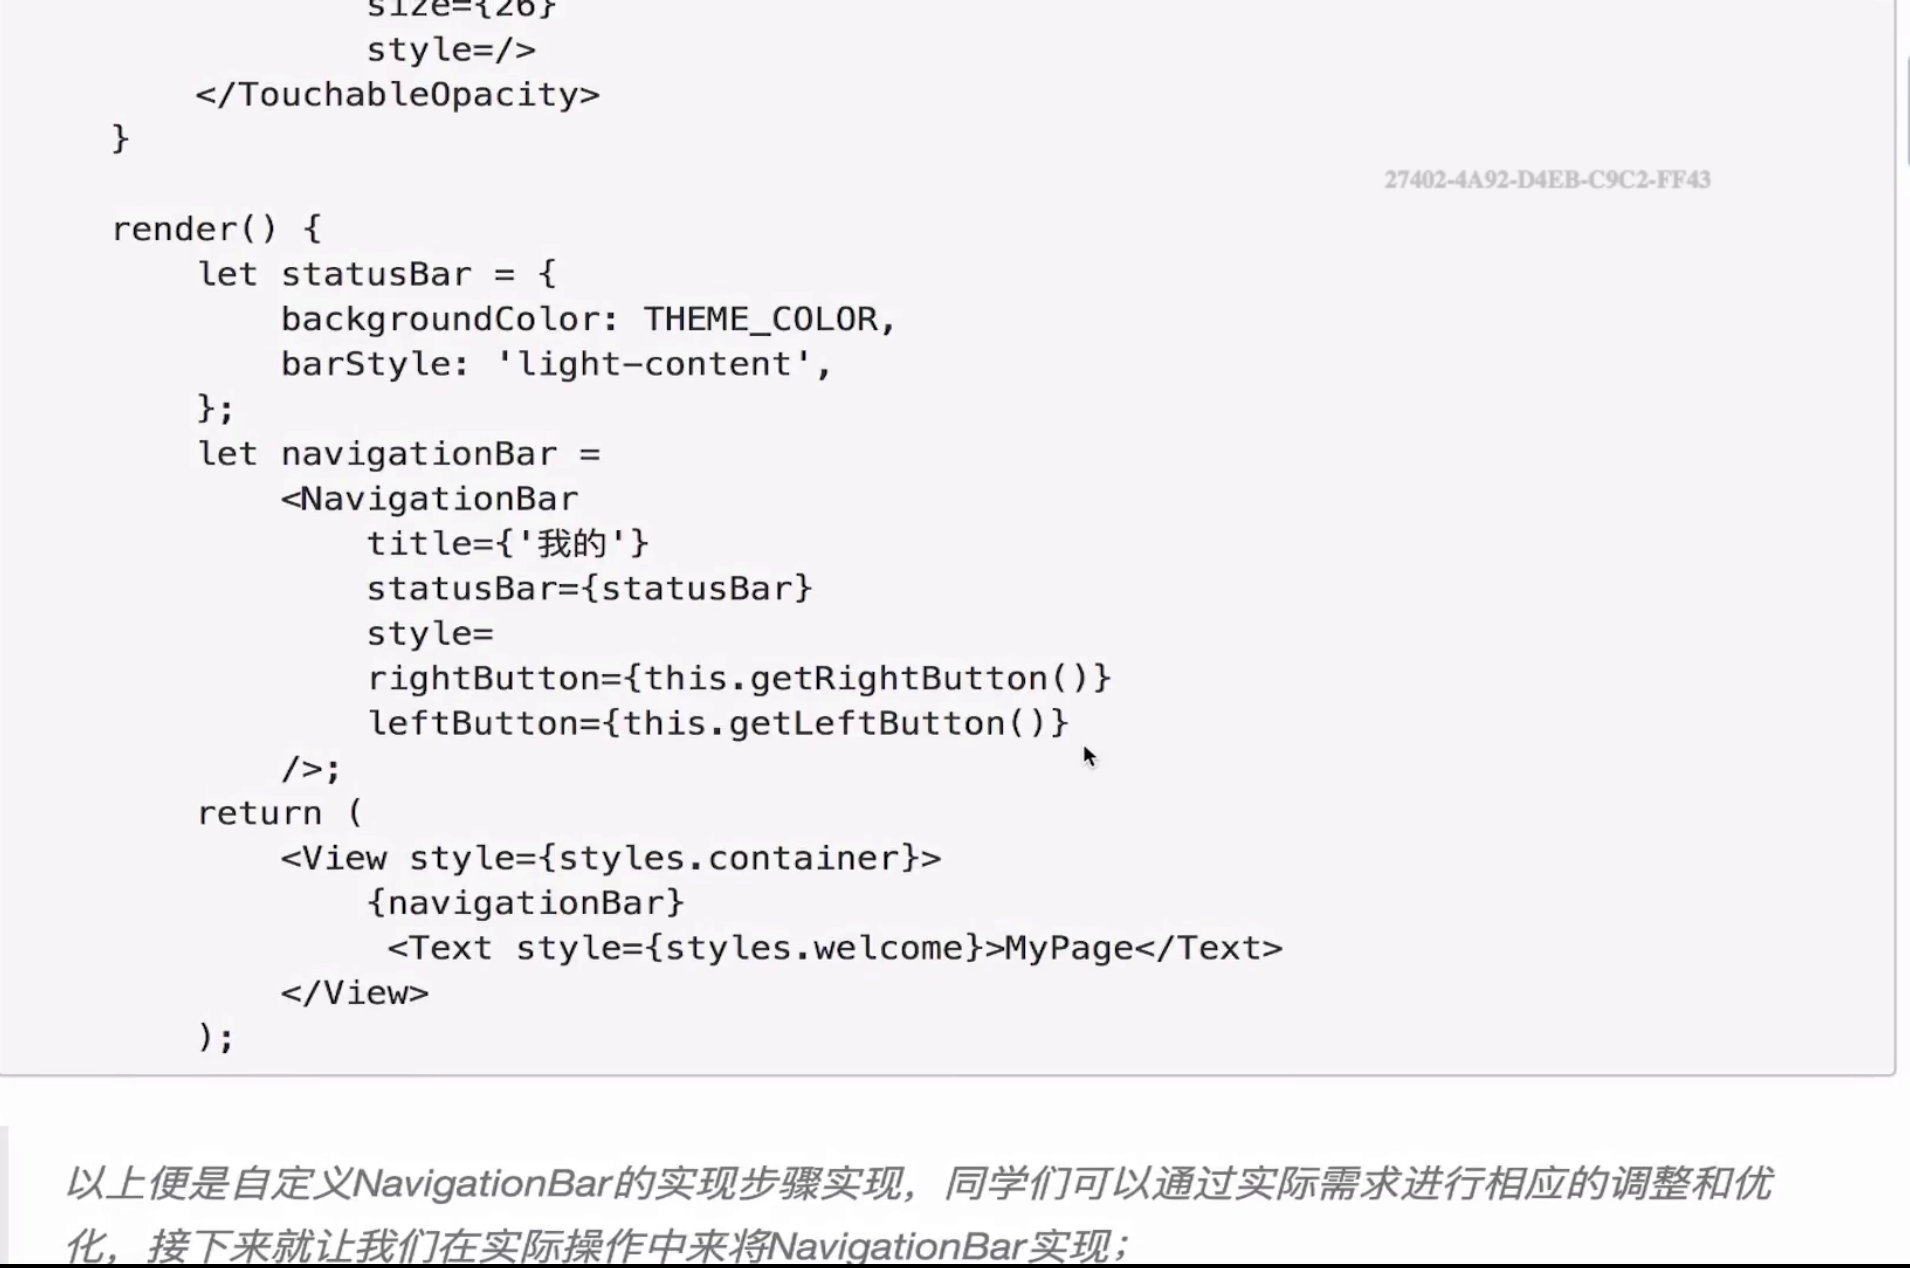 size={26}
style=/>
</TouchableOpacity>
}
27402-4A92-D4EB-C9C2-FF43
render() {
let statusBar = {
backgroundColor: THEME_COLOR,
barStyle: 'light-content',
};
let navigationBar =
<NavigationBar
title={'我的'}
statusBar={statusBar}
style=
rightButton={this.getRightButton()}
leftButton={this.getLeftButton()}
/>;
return (
<View style={styles.container}>
{navigationBar}
<Text style={styles.welcome}>MyPage</Text>
</View>
);
以上便是自定义NavigationBar的实现步骤实现，同学们可以通过实际需求进行相应的调整和优
化，接下来就让我们在实际操作中来将NavigationBar实现；